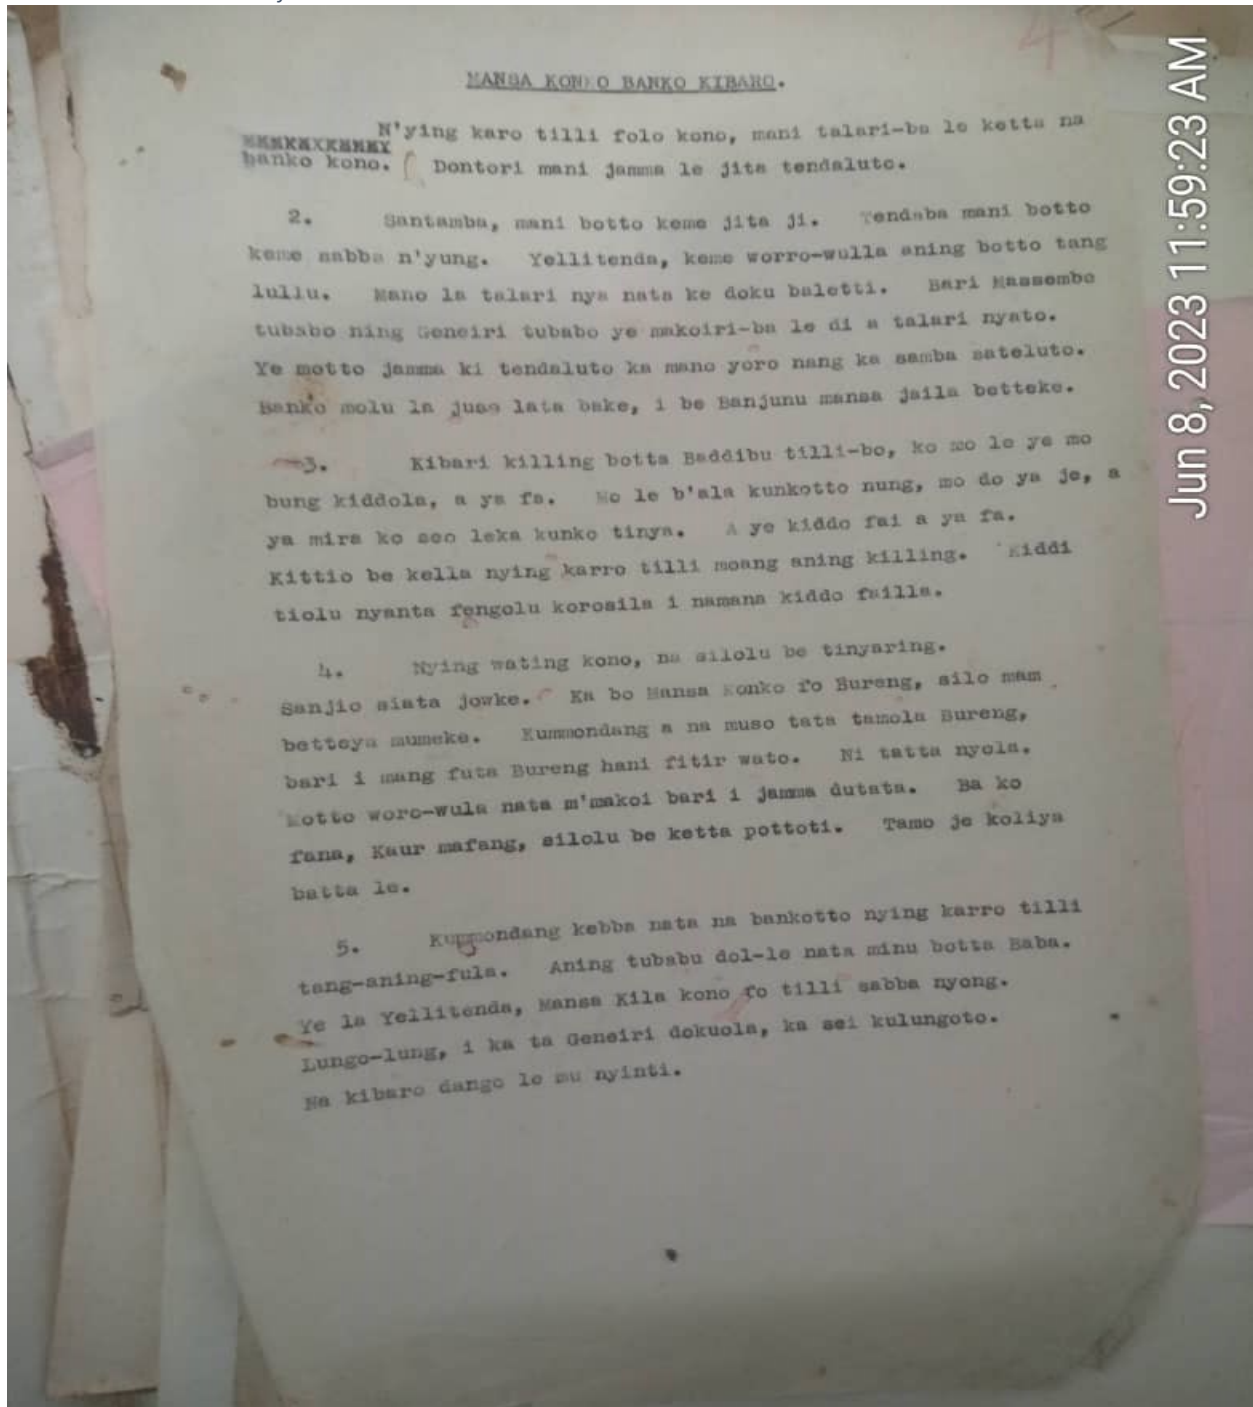 MANSA KONKO BANKO KIBARO.
N'ying karo tilli folo kono, mani talari-ba le ketta na
banko kono. Dontori mani jamma le jita tendaluto.
2. Santamba, mani botto keme jita ji. Tendaba mani botto
keme sabba n'yung. Yellitenda, keme worro-wulla aning botto tang
lullu. Mano la talari nya nata ke doku baletti. Bari Massembe
tubabo ning Geneiri tubabo ye makoiri-ba le di a talari nyato.
Ye motto jamma ki tendaluto ka mano yoro nang ka samba sateluto.
Banko molu la juso lata bake, i be Banjunu mansa jaila betteke.
3. Kibari killing botta Baddibu tilli-bo, ko mo le ye mo
bung kiddola, a ya fa. Mo le b'ala kunkotto nung, mo do ya je, a
ya mira ko seo leka kunko tinya. A ye kiddo fai a ya fa.
Kittio be kella nying karro tilli moang aning killing. Kiddi
tiolu nyanta fengolu korosila i namana kiddo failla.
4. Nying wating kono, na silolu be tinyaring.
Sanjio siata jowke. Ka bo Mansa Konko fo Bureng, silo mam
betteya mumeke. Kummondang a na muso tata tamola Bureng,
bari i mang futa Bureng hani fitir wato. Ni tatta nyola.
Motto woro-wula nata m'makoi bari i jamma dutata. Ba ko
fana, Kaur mafang, silolu be ketta pottoti. Tamo je koliya
batta le.
5. Kummondang kebba nata na bankotto nying karro tilli
tang-aning-fula. Aning tubabu dol-le nata minu botta Baba.
Ye la Yellitenda, Mansa Kila kono fo tilli sabba nyong.
Lungo-lung, i ka ta Geneiri dokuola, ka sei kulungoto.
Na kibaro dango le mu nyinti.
Jun 8, 2023 11:59:23 AM